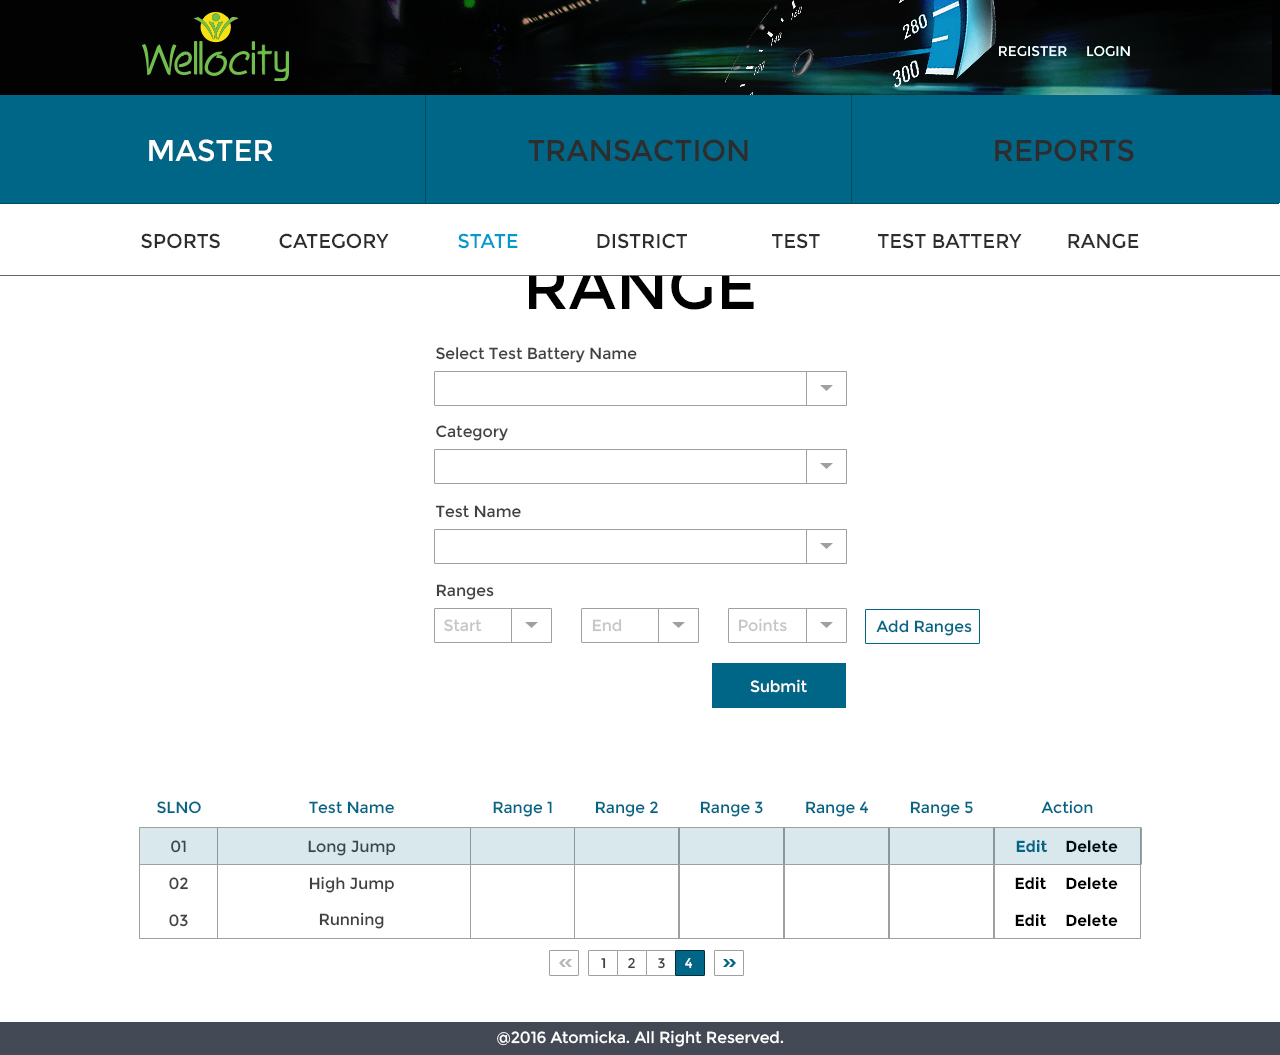 Wellocity
280
300
REGISTER LOGIN
MASTER TRANSACTION REPORTS
SPORTS CATEGORY STATE DISTRICT TEST TEST BATTERY RANGE
RANGE
Select Test Battery Name
Category
Test Name
Ranges
Start End Points Add Ranges
Submit
SLNO Test Name Range 1 Range 2 Range 3 Range 4 Range 5 Action
01 Long Jump Edit Delete
02 High Jump Edit Delete
03 Running Edit Delete
« 1 2 3 4 »
@2016 Atomicka. All Right Reserved.